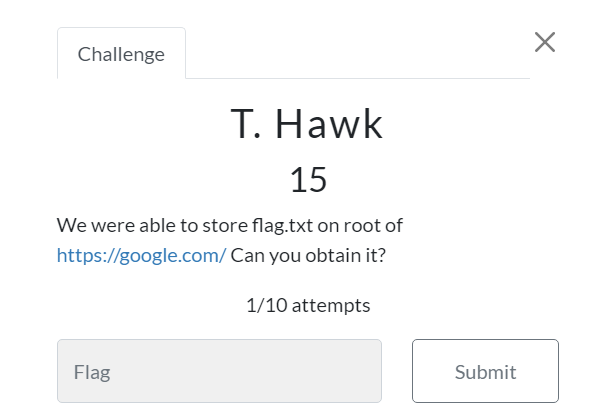 Challenge
T. Hawk
15
We were able to store flag.txt on root of
https://google.com/ Can you obtain it?
1/10 attempts
Flag
Submit